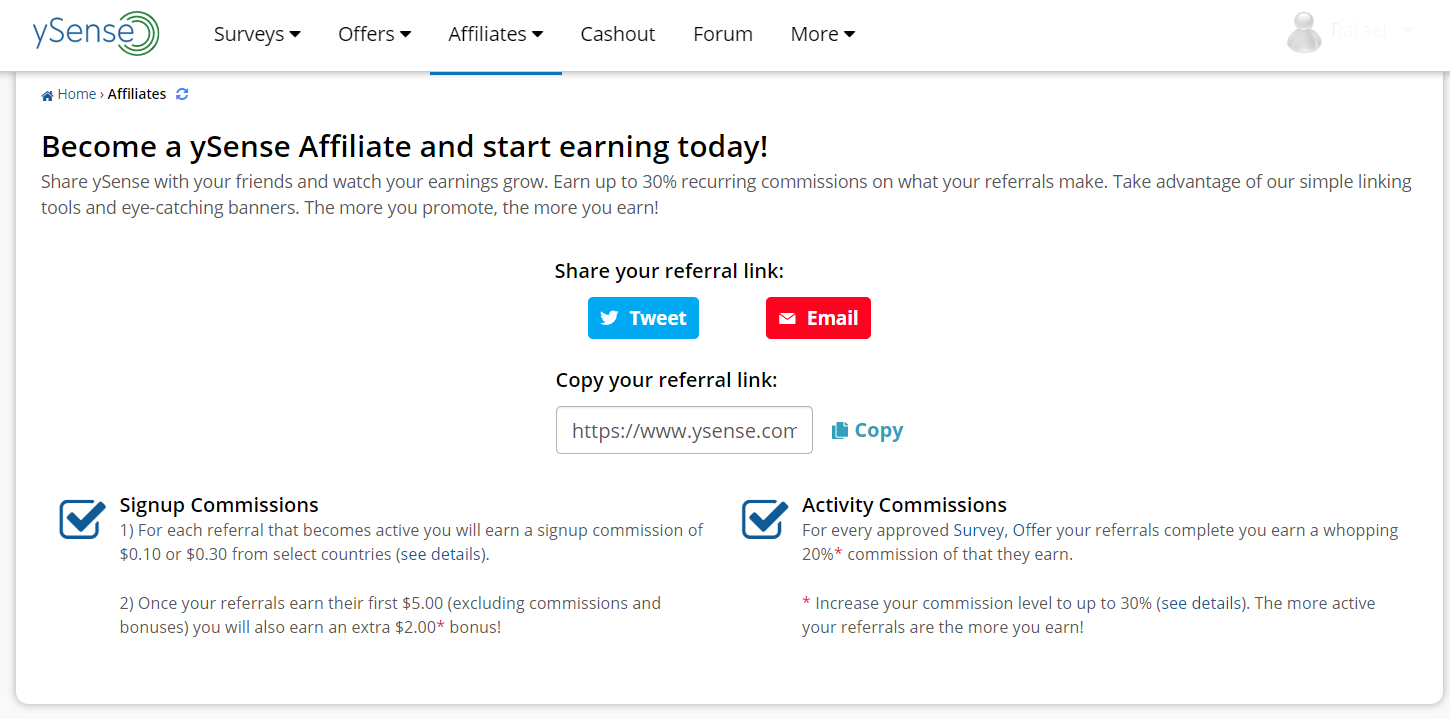 ySense
Surveys Offers Affiliates Cashout Forum More Rafael
Home › Affiliates
Become a ySense Affiliate and start earning today!
Share ySense with your friends and watch your earnings grow. Earn up to 30% recurring commissions on what your referrals make. Take advantage of our simple linking
tools and eye-catching banners. The more you promote, the more you earn!
Share your referral link:
Tweet Email
Copy your referral link:
https://www.ysense.com Copy
Signup Commissions
1) For each referral that becomes active you will earn a signup commission of
$0.10 or $0.30 from select countries (see details).
2) Once your referrals earn their first $5.00 (excluding commissions and
bonuses) you will also earn an extra $2.00* bonus!
Activity Commissions
For every approved Survey, Offer your referrals complete you earn a whopping
20%* commission of that they earn.
* Increase your commission level to up to 30% (see details). The more active
your referrals are the more you earn!